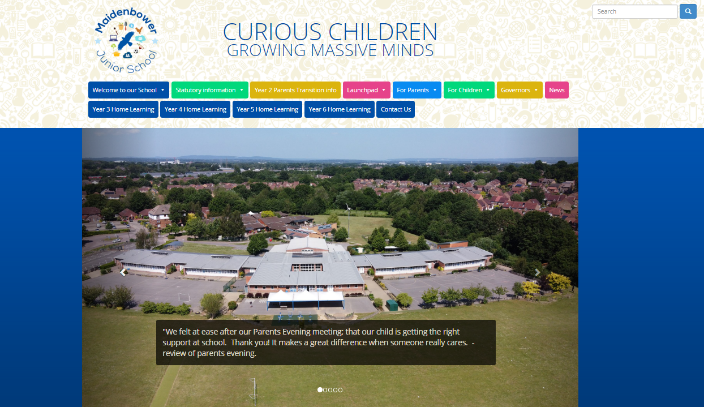 Maidenbower
Junior School
CURIOUS CHILDREN
GROWING MASSIVE MINDS
Search
Welcome to our School
Statutory information
Year 2 Parents Transition info
Launchpad
For Parents
For Children
Governors
News
Year 3 Home Learning
Year 4 Home Learning
Year 5 Home Learning
Year 6 Home Learning
Contact Us
"We felt at ease after our Parents Evening meeting; that our child is getting the right
support at school. Thank you! It makes a great difference when someone really cares. -
review of parents evening.